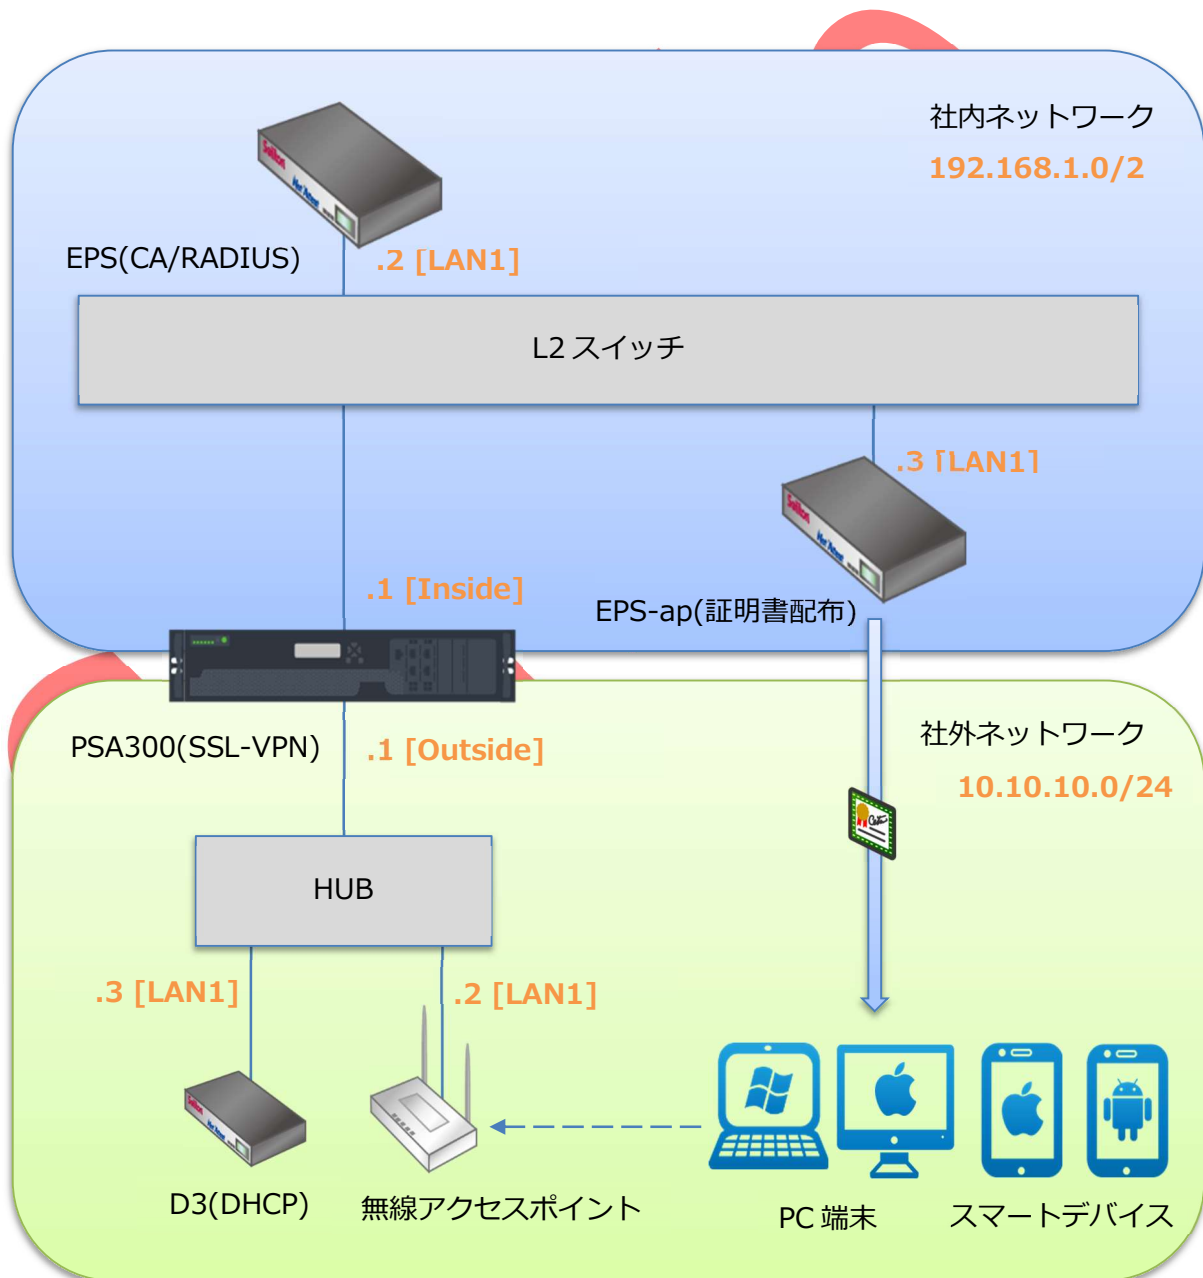 社内ネットワーク
192.168.1.0/2
EPS(CA/RADIUS)
.2 [LAN1]
L2 スイッチ
.3 [LAN1]
EPS-ap(証明書配布)
.1 [Inside]
PSA300(SSL-VPN)
.1 [Outside]
社外ネットワーク
10.10.10.0/24
HUB
.3 [LAN1]
.2 [LAN1]
D3(DHCP)
無線アクセスポイント
PC 端末
スマートデバイス